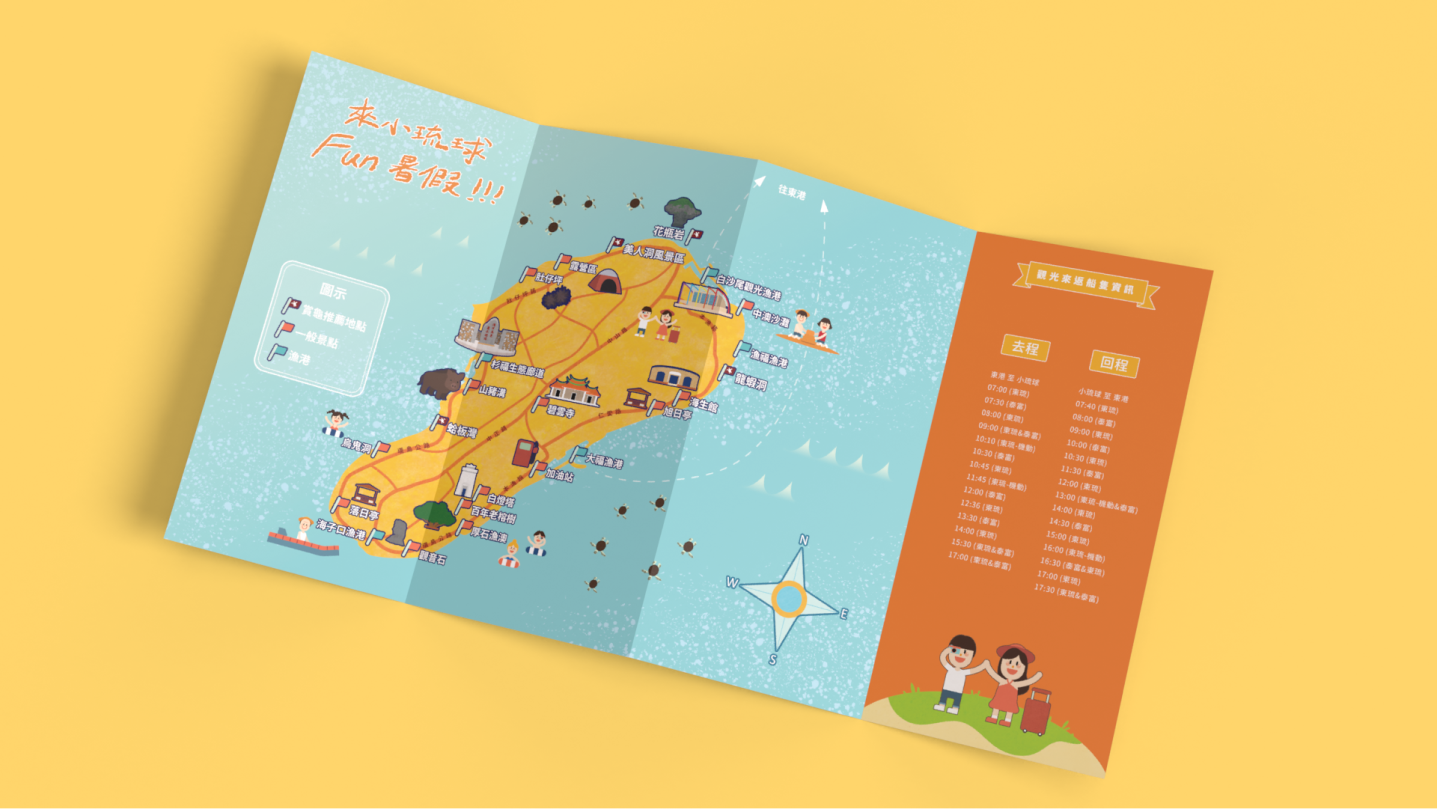 來小琉球
Fun 暑假!!!
圖示
一般景點
漁港
往東港
花瓶岩
美人洞風景區
露營區
肚仔坪
白沙尾觀光漁港
中澳沙灘
漁福漁港
龍蝦洞
杉福生態廊道
山豬溝
碧雲寺
海生館
旭日亭
蛤板灣
烏鬼洞
大福漁港
加油站
白燈塔
百年老榕樹
厚石漁澳
落日亭
海子口漁港
觀音石
N
W
E
S
去程
東港 至 小琉球
07:00 (東琉)
07:30 (泰富)
08:00 (東琉)
09:00 (東琉&泰富)
10:10 (東琉-機動)
10:30 (泰富)
10:45 (東琉)
11:45 (東琉-機動)
12:00 (泰富)
12:30 (東琉)
13:30 (泰富)
14:00 (東琉)
15:30 (東琉&泰富)
17:00 (東琉&泰富)
回程
小琉球 至 東港
07:40 (東琉)
08:00 (泰富)
09:00 (東琉)
10:00 (泰富)
10:30 (東琉)
11:30 (泰富)
12:00 (東琉)
13:00 (東琉-機動&泰富)
14:00 (東琉)
14:30 (泰富)
15:00 (東琉)
16:00 (東琉-機動)
16:30 (泰富&東琉)
17:00 (東琉)
17:30 (東琉&泰富)